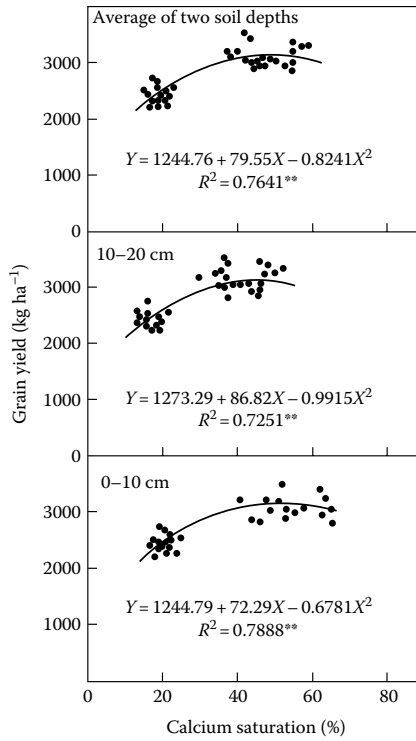 Average of two soil depths
3000
2000
Y = 1244.76 + 79.55X – 0.8241X²
R² = 0.7641**
1000
0
10–20 cm
3000
2000
Y = 1273.29 + 86.82X – 0.9915X²
R² = 0.7251**
1000
0
Grain yield (kg ha⁻¹)
0–10 cm
3000
2000
Y = 1244.79 + 72.29X – 0.6781X²
R² = 0.7888**
1000
0 20 40 60 80
Calcium saturation (%)